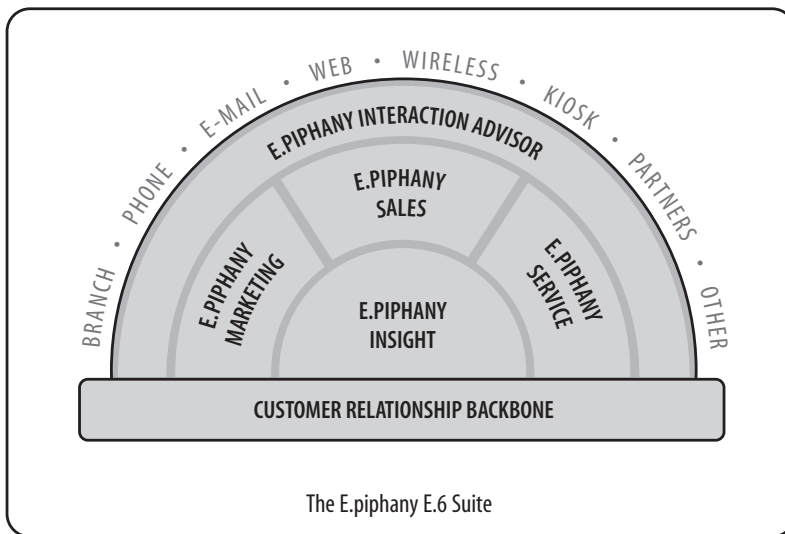 BRANCH • PHONE • E-MAIL • WEB • WIRELESS • KIOSK • PARTNERS • OTHER
E.PIPHANY INTERACTION ADVISOR
E.PIPHANY
SALES
E.PIPHANY
MARKETING
E.PIPHANY
SERVICE
E.PIPHANY
INSIGHT
CUSTOMER RELATIONSHIP BACKBONE
The E.piphany E.6 Suite